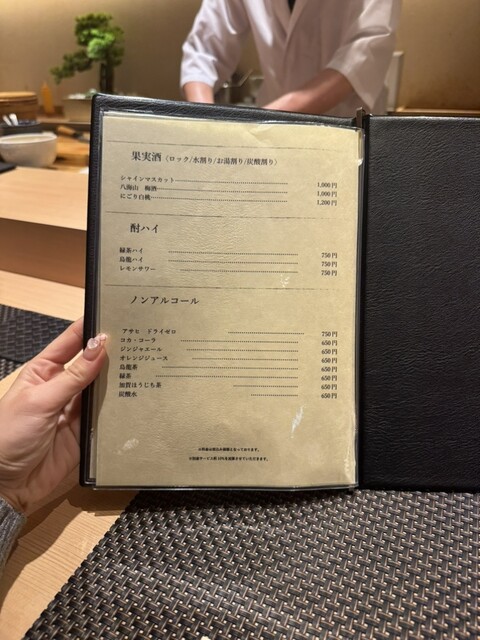 果実酒（ロック/水割り/お湯割り/炭酸割り）
シャインマスカット 1,000円
八海山 梅酒 1,000円
にごり白桃 1,200円
酎ハイ
緑茶ハイ 750円
烏龍ハイ 750円
レモンサワー 750円
ノンアルコール
アサヒ ドライゼロ 750円
コカ・コーラ 650円
ジンジャエール 650円
オレンジジュース 650円
烏龍茶 650円
緑茶 650円
加賀ほうじ茶 650円
炭酸水 650円